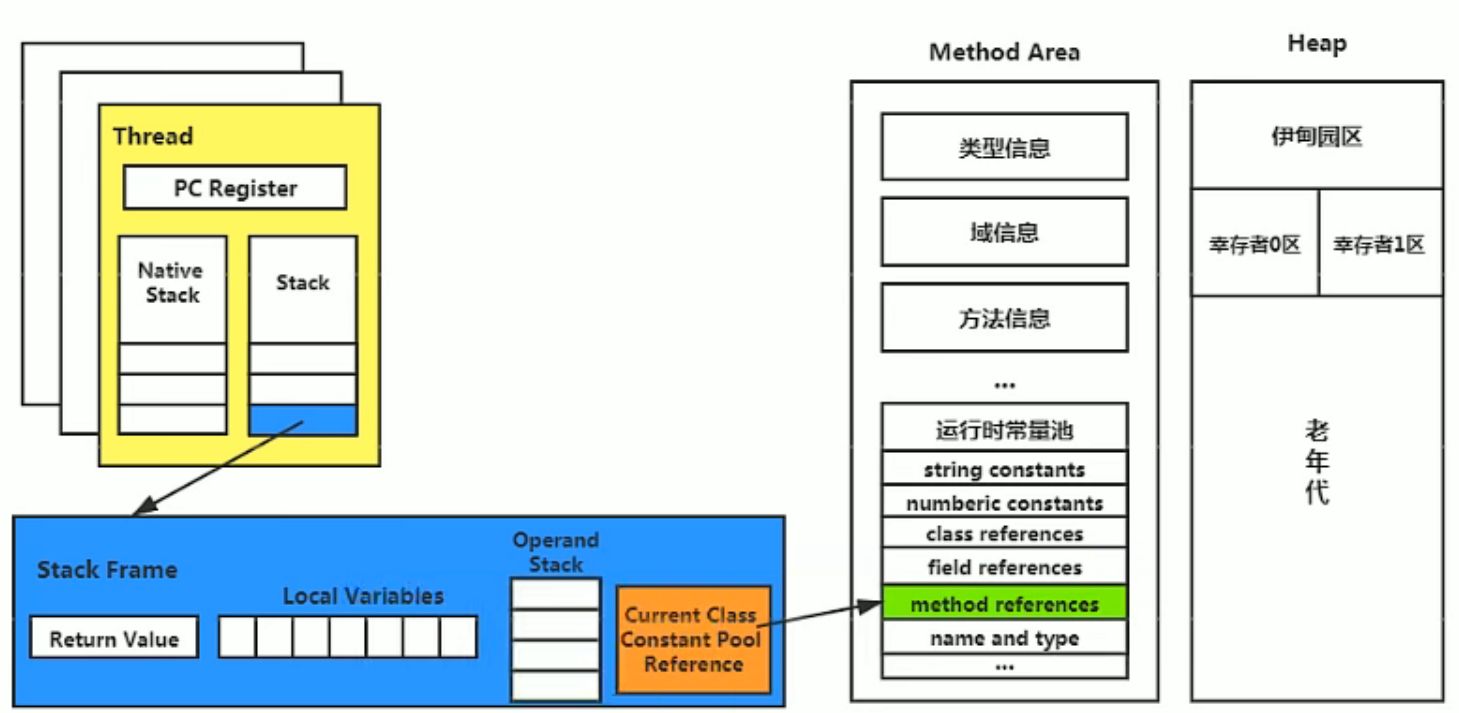 Thread
PC Register
Native
Stack
Stack
Stack Frame
Return Value
Local Variables
Operand
Stack
Current Class
Constant Pool
Reference
Method Area
类型信息
域信息
方法信息
...
运行时常量池
string constants
numberic constants
class references
field references
method references
name and type
...
Heap
伊甸园区
幸存者0区
幸存者1区
老
年
代